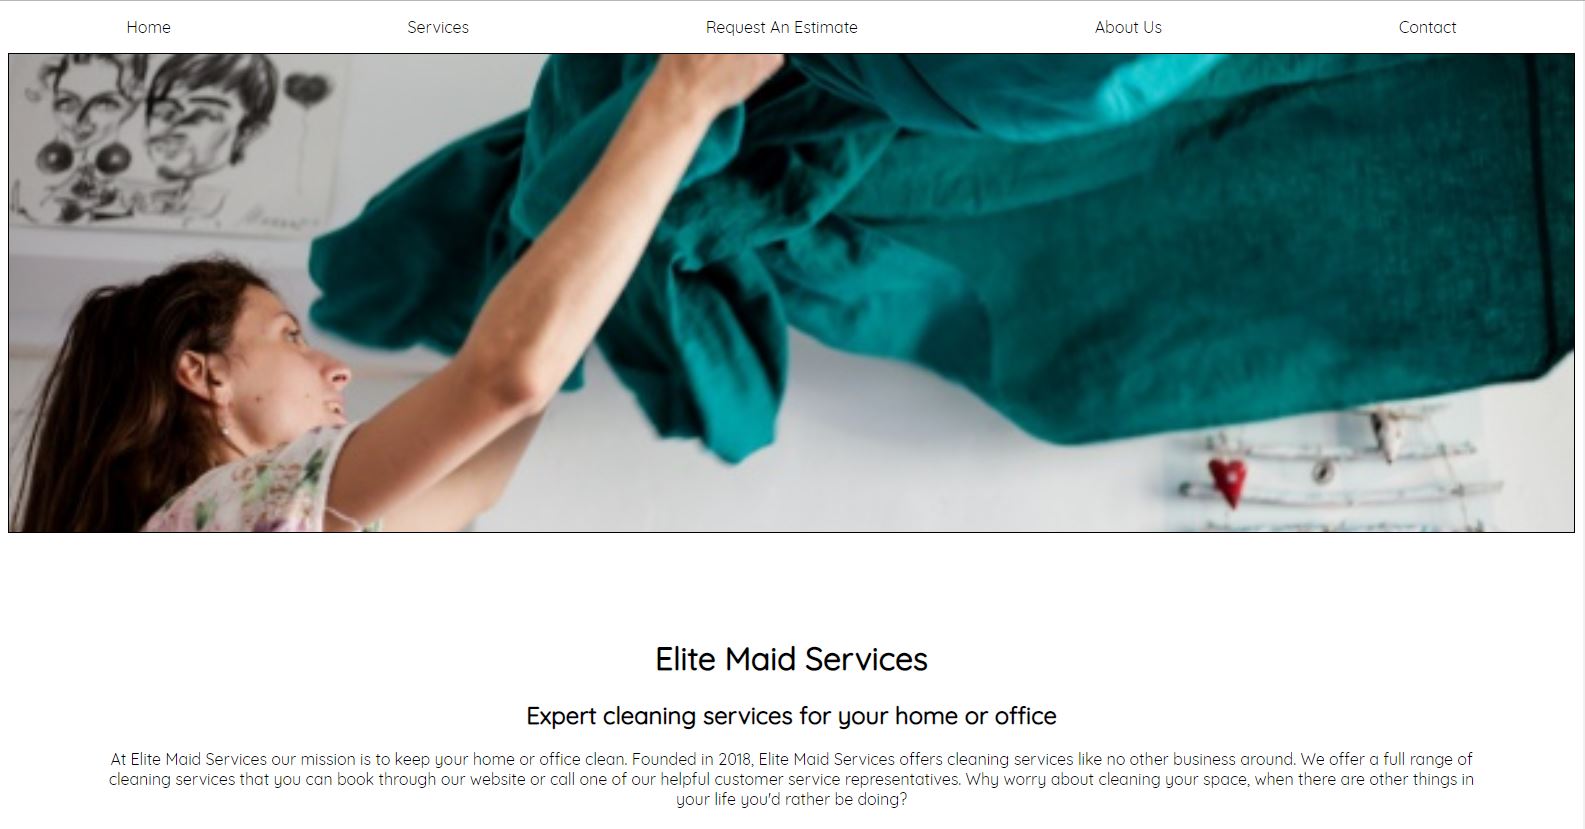 Home Services Request An Estimate About Us Contact
Elite Maid Services
Expert cleaning services for your home or office
At Elite Maid Services our mission is to keep your home or office clean. Founded in 2018, Elite Maid Services offers cleaning services like no other business around. We offer a full range of
cleaning services that you can book through our website or call one of our helpful customer service representatives. Why worry about cleaning your space, when there are other things in
your life you'd rather be doing?